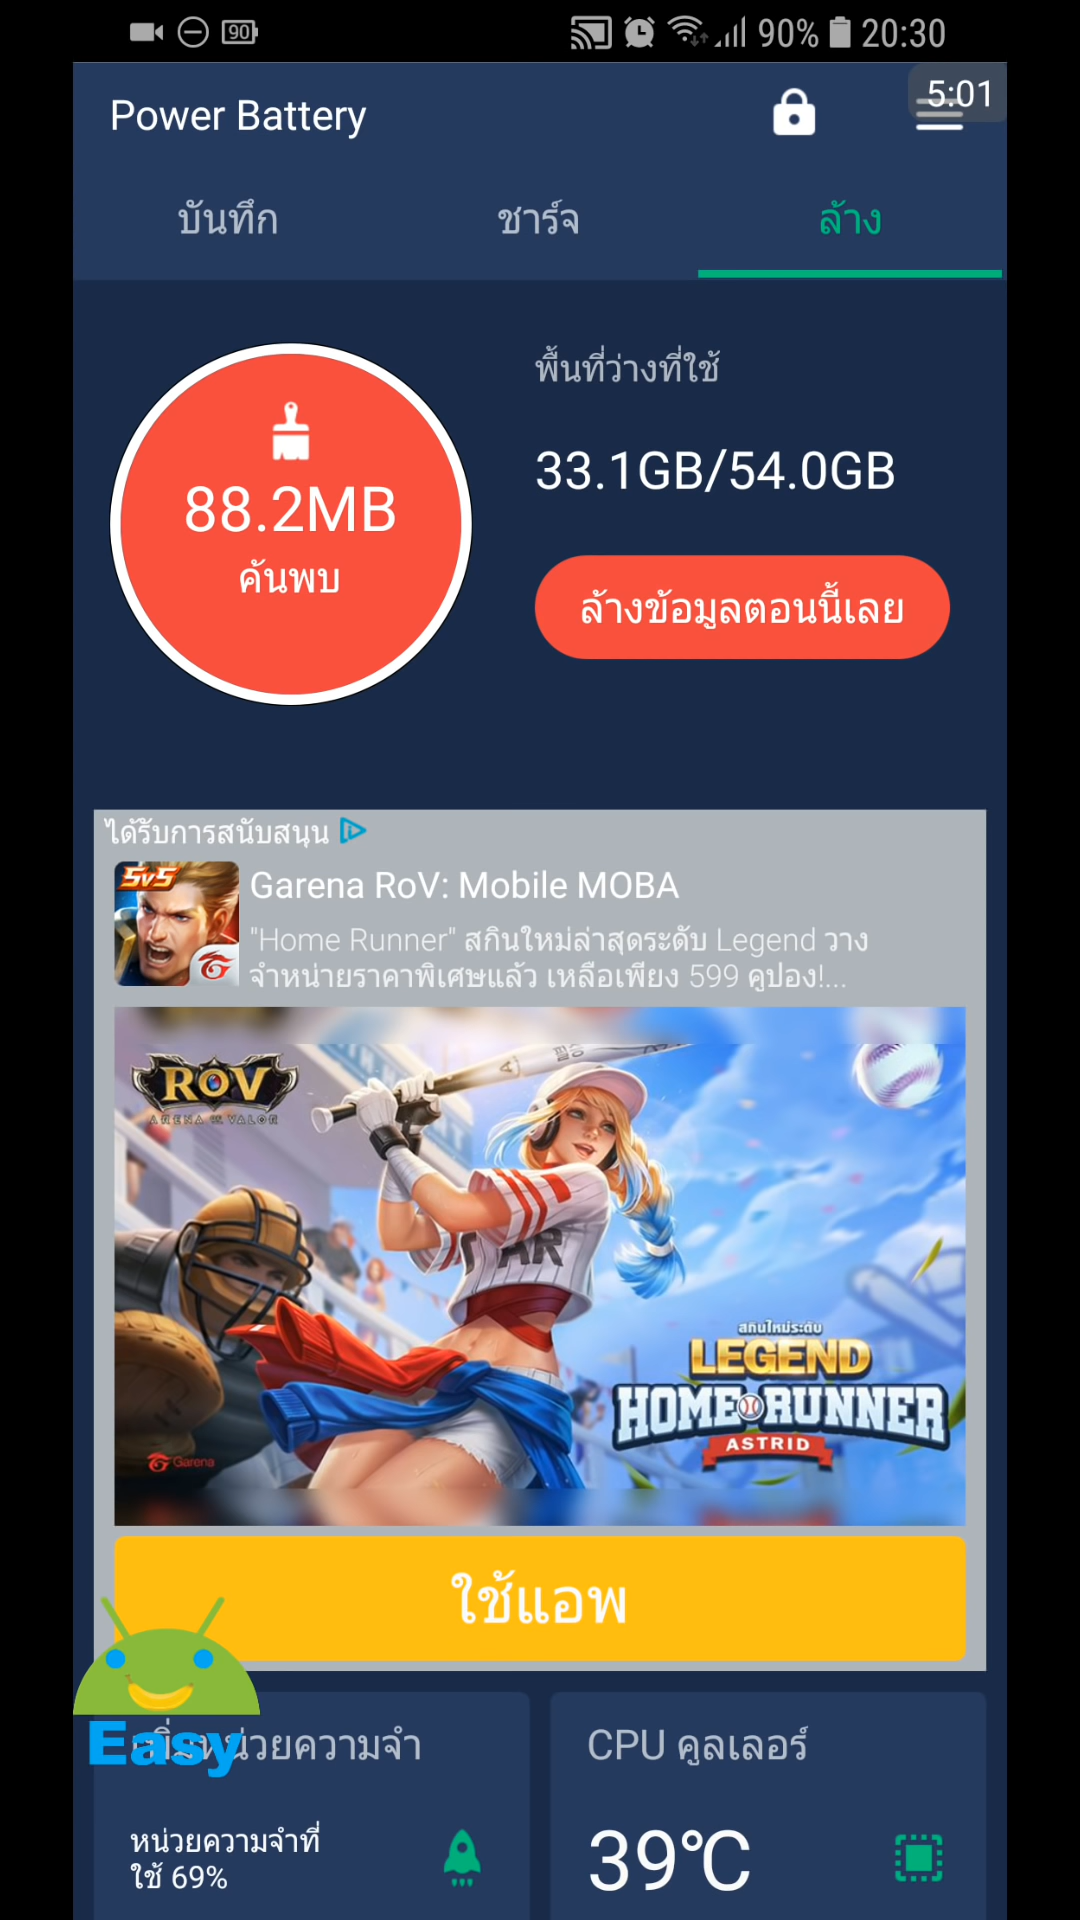 90
90%
20:30
Power Battery
5:01
บันทึก
ชาร์จ
ล้าง
88.2MB
ค้นพบ
พื้นที่ว่างที่ใช้
33.1GB/54.0GB
ล้างข้อมูลตอนนี้เลย
ได้รับการสนับสนุน
5v5
Garena RoV: Mobile MOBA
"Home Runner" สกินใหม่ล่าสุดระดับ Legend วาง
จำหน่ายราคาพิเศษแล้ว เหลือเพียง 599 คูปอง!...
ROV
ARENA OF VALOR
AR
สกินใหม่ระดับ
LEGEND
HOME RUNNER
ASTRID
Garena
ใช้แอพ
Easy
หน่วยความจำ
CPU คูลเลอร์
หน่วยความจำที่
ใช้ 69%
39°C